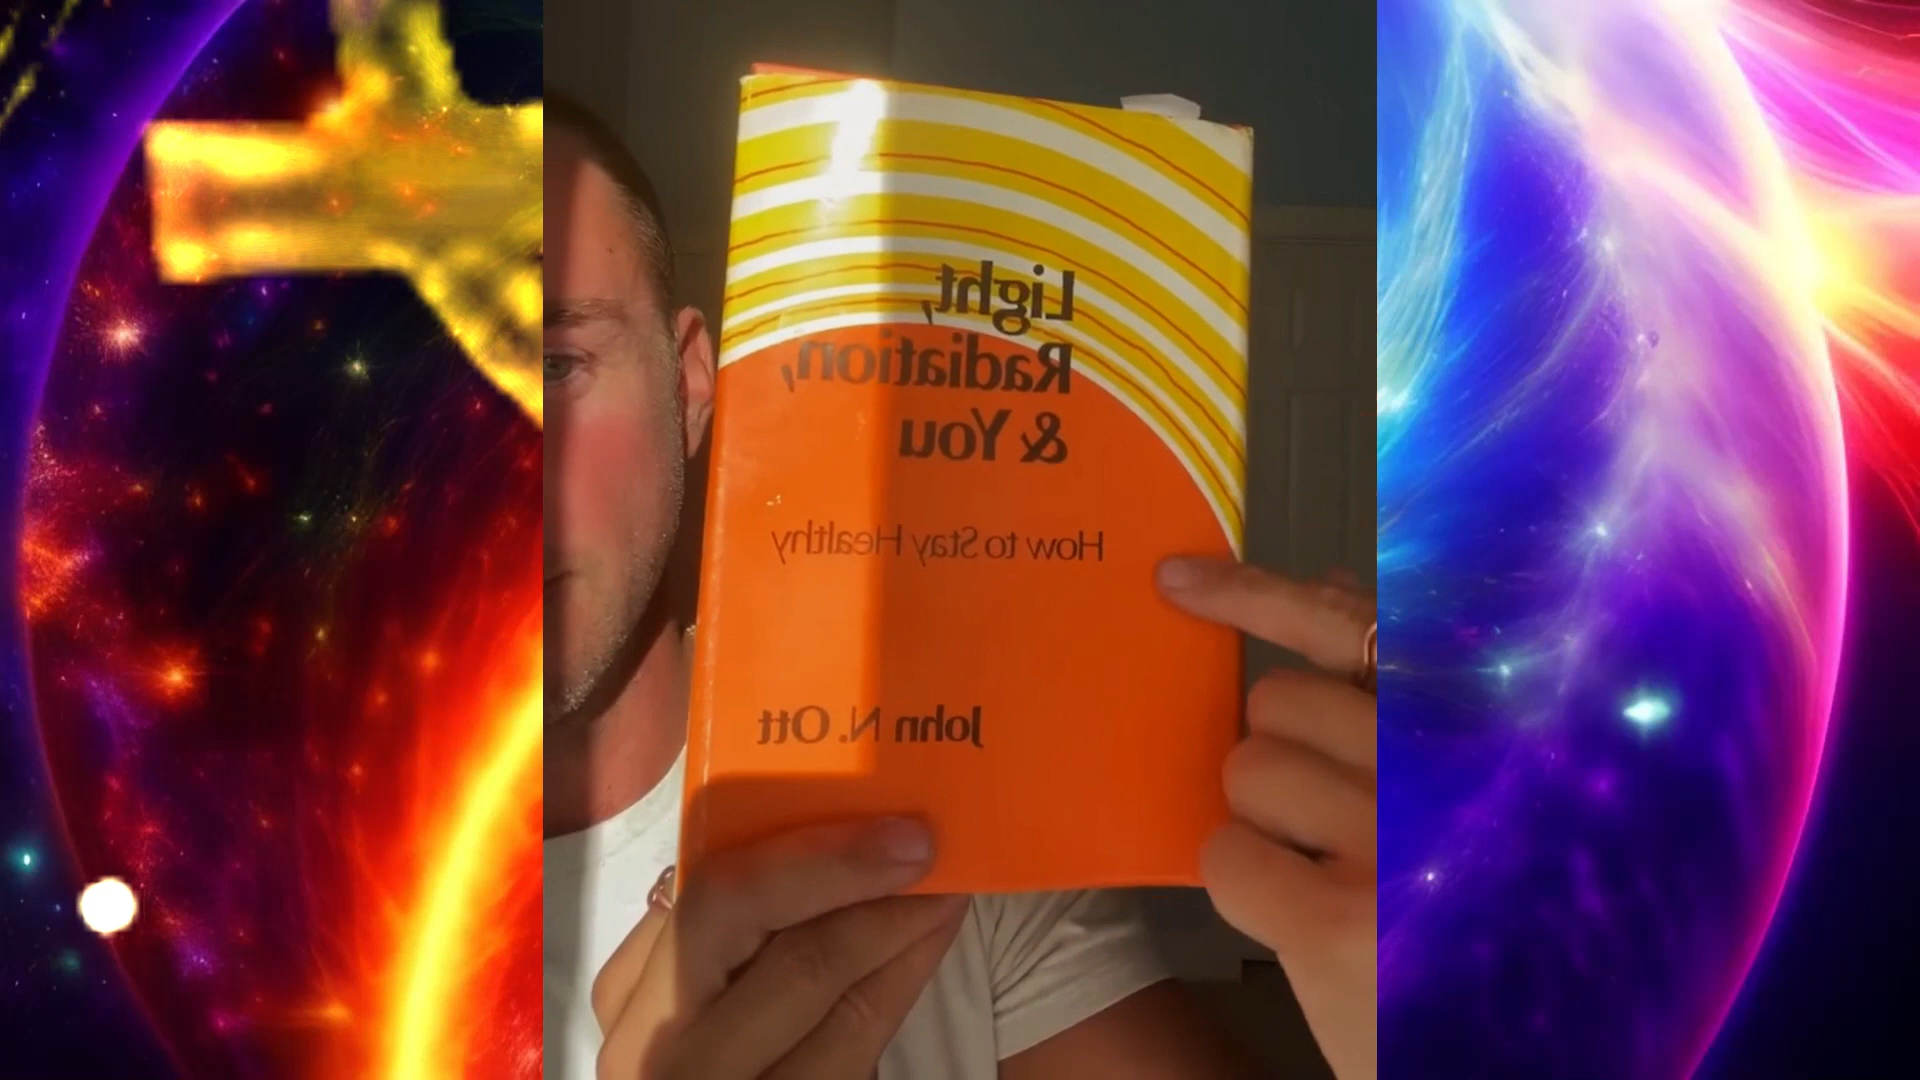 Light,
Radiation,
& You
How to Stay Healthy
John N. Ott